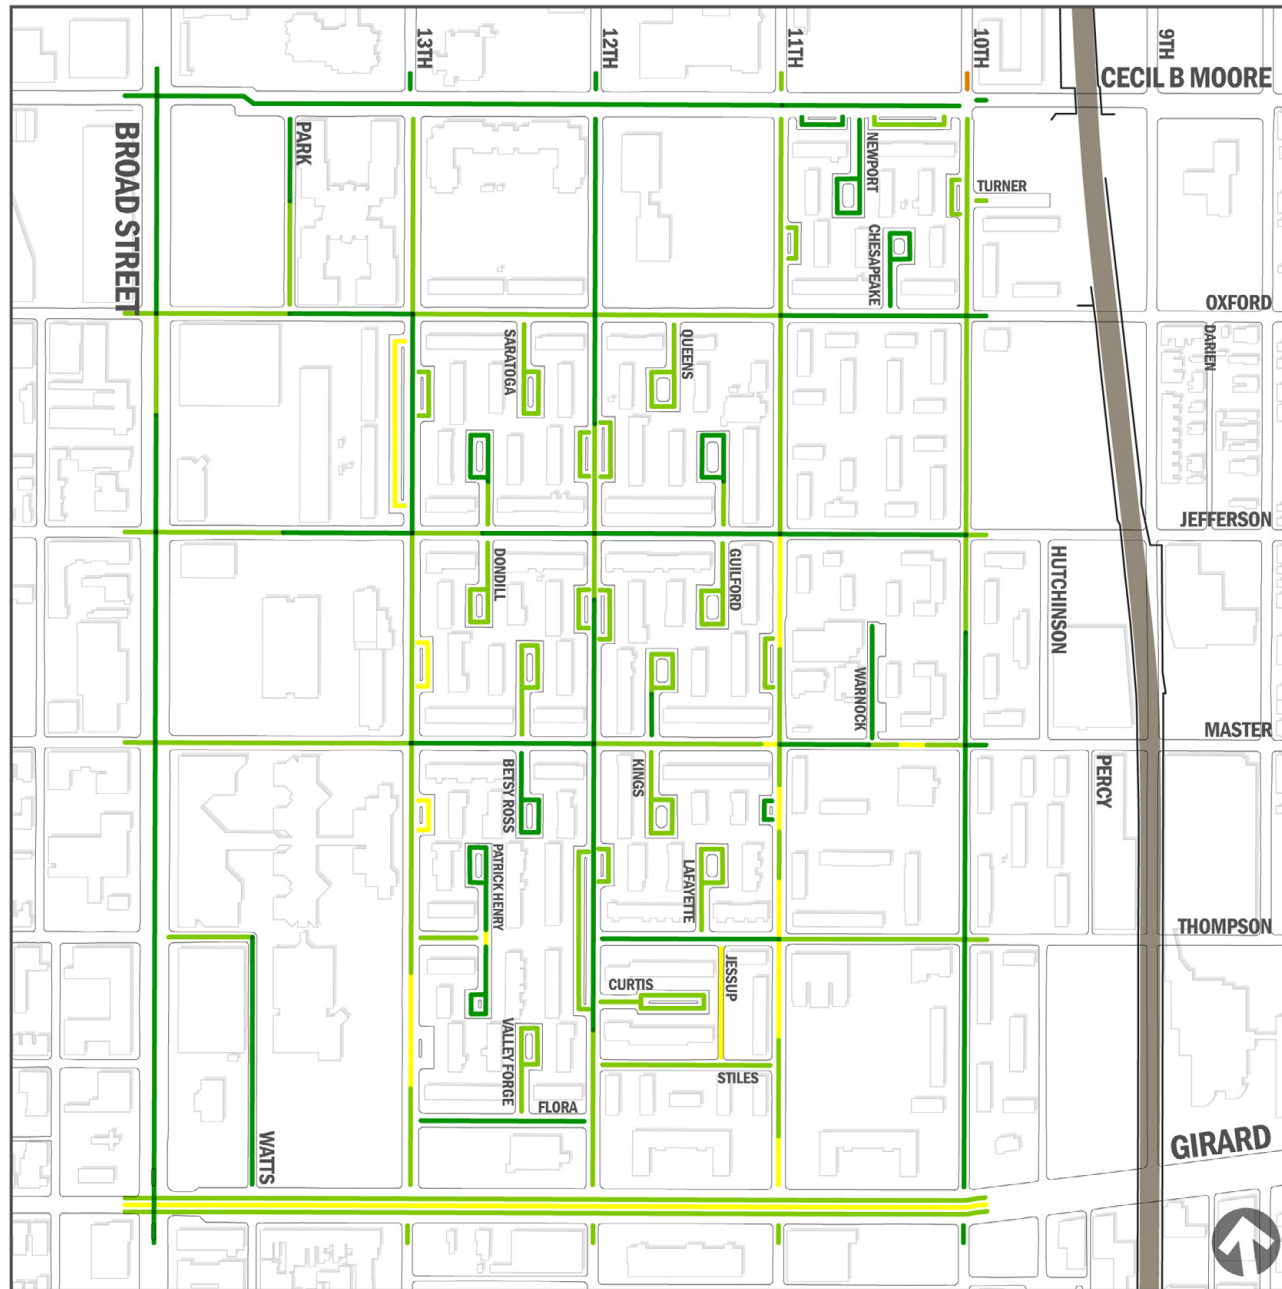 13TH
12TH
11TH
10TH
9TH
CECIL B MOORE
BROAD STREET
PARK
NEWPORT
TURNER
CHESAPEAKE
OXFORD
SARATOGA
QUEENS
DARIEN
JEFFERSON
DONDILL
GUILFORD
HUTCHINSON
WARNOCK
MASTER
BETSY ROSS
KINGS
PERCY
PATRICK HENRY
LAFAYETTE
THOMPSON
JESSUP
CURTIS
VALLEY FORGE
STILES
FLORA
WATTS
GIRARD